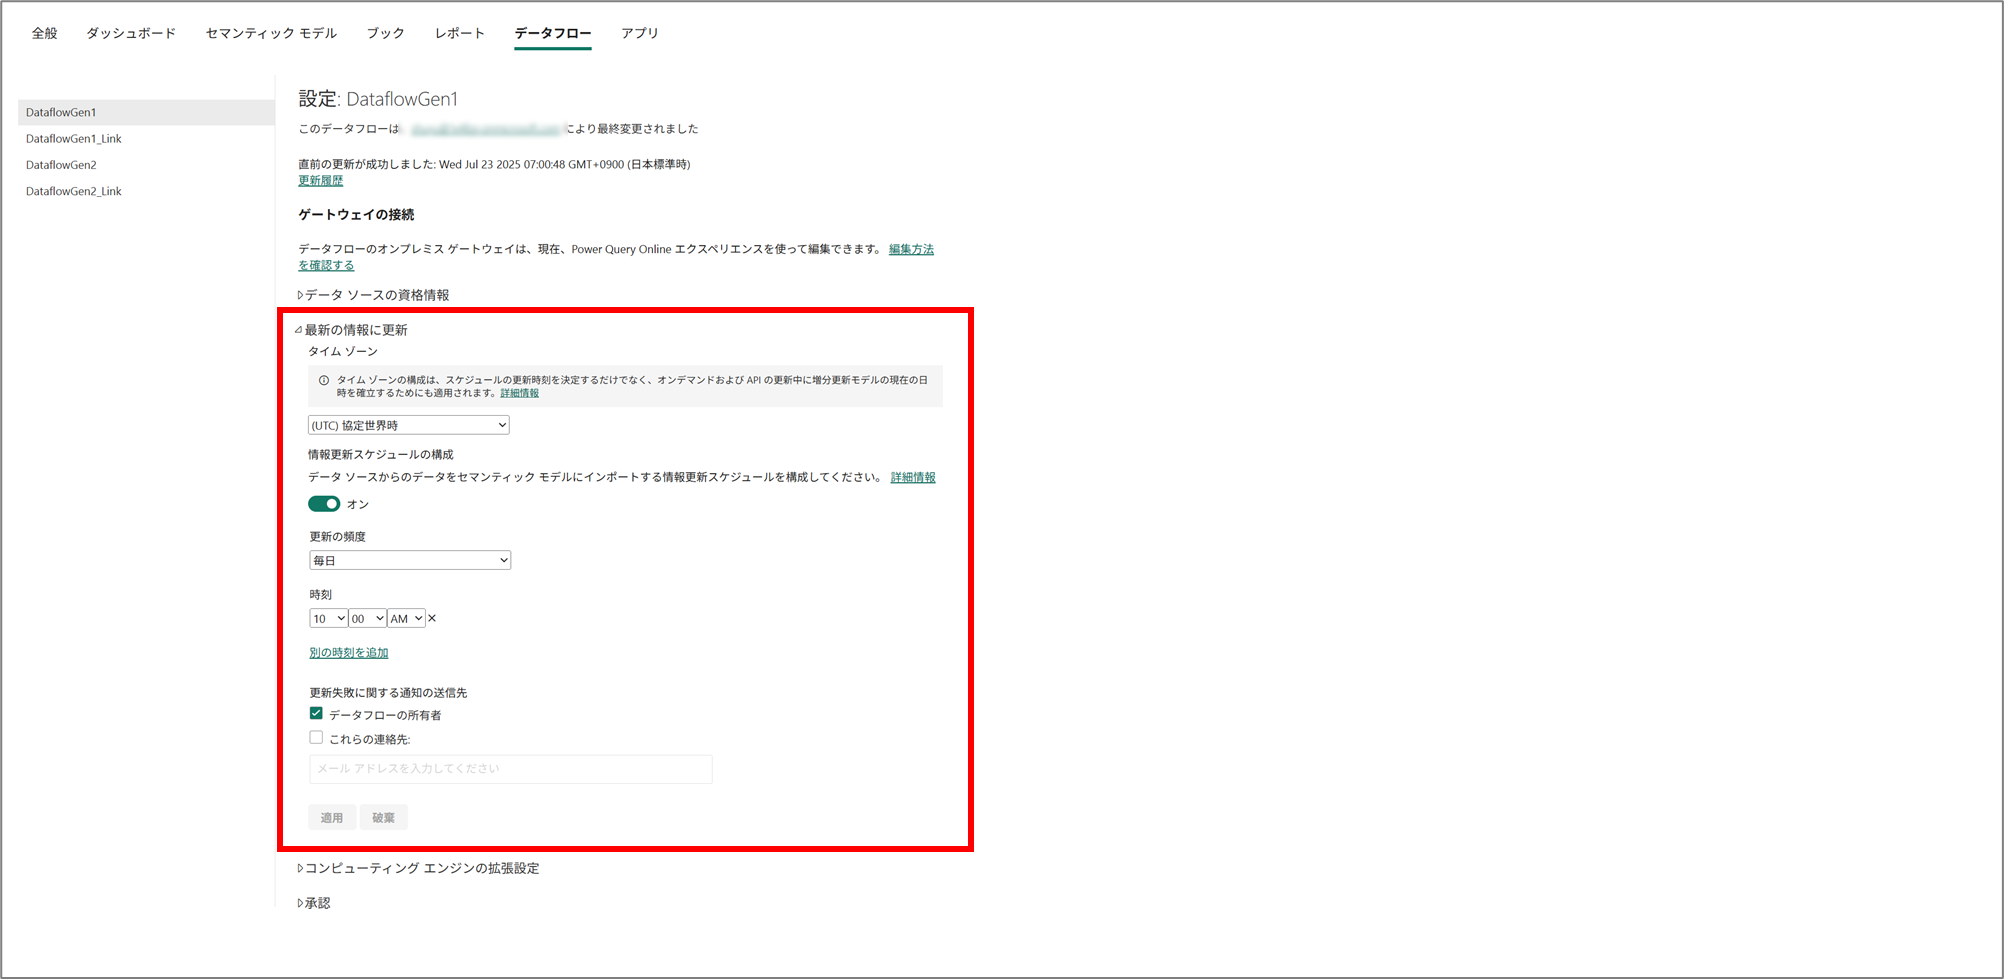 全般 ダッシュボード セマンティック モデル ブック レポート データフロー アプリ
DataflowGen1
DataflowGen1_Link
DataflowGen2
DataflowGen2_Link
設定: DataflowGen1
このデータフローは により最終変更されました
直前の更新が成功しました: Wed Jul 23 2025 07:00:48 GMT+0900 (日本標準時)
更新履歴
ゲートウェイの接続
データフローのオンプレミス ゲートウェイは、現在、Power Query Online エクスペリエンスを使って編集できます。 編集方法
を確認する
データ ソースの資格情報
最新の情報に更新
タイム ゾーン
タイム ゾーンの構成は、スケジュールの更新時刻を決定するだけでなく、オンデマンドおよび API の更新中に増分更新モデルの現在の日
時を確立するためにも適用されます。詳細情報
(UTC) 協定世界時
情報更新スケジュールの構成
データ ソースからのデータをセマンティック モデルにインポートする情報更新スケジュールを構成してください。 詳細情報
オン
更新の頻度
毎日
時刻
10 00 AM
別の時刻を追加
更新失敗に関する通知の送信先
データフローの所有者
これらの連絡先:
メール アドレスを入力してください
適用 破棄
コンピューティング エンジンの拡張設定
承認